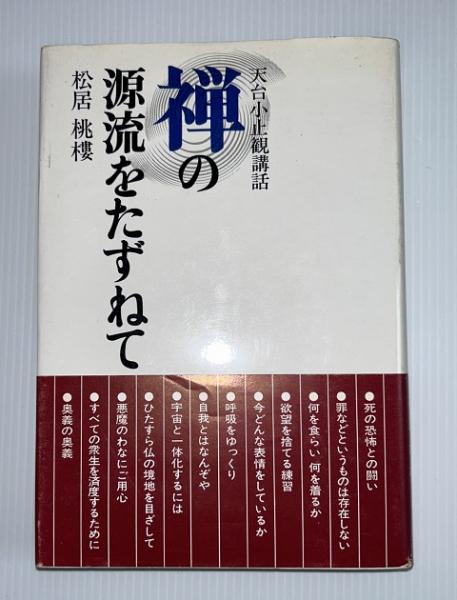 天台小止観講話
禅の
源流をたずねて
松居 桃樓
●死の恐怖との闘い
●罪などというものは存在しない
●何を食らい 何を着るか
●欲望を捨てる練習
●今どんな表情をしているか
●呼吸をゆっくり
●自我とはなんぞや
●宇宙と一体化するには
●ひたすら仏の境地を目ざして
●悪魔のわなにご用心
●すべての衆生を済度するために
●奥義の奥義